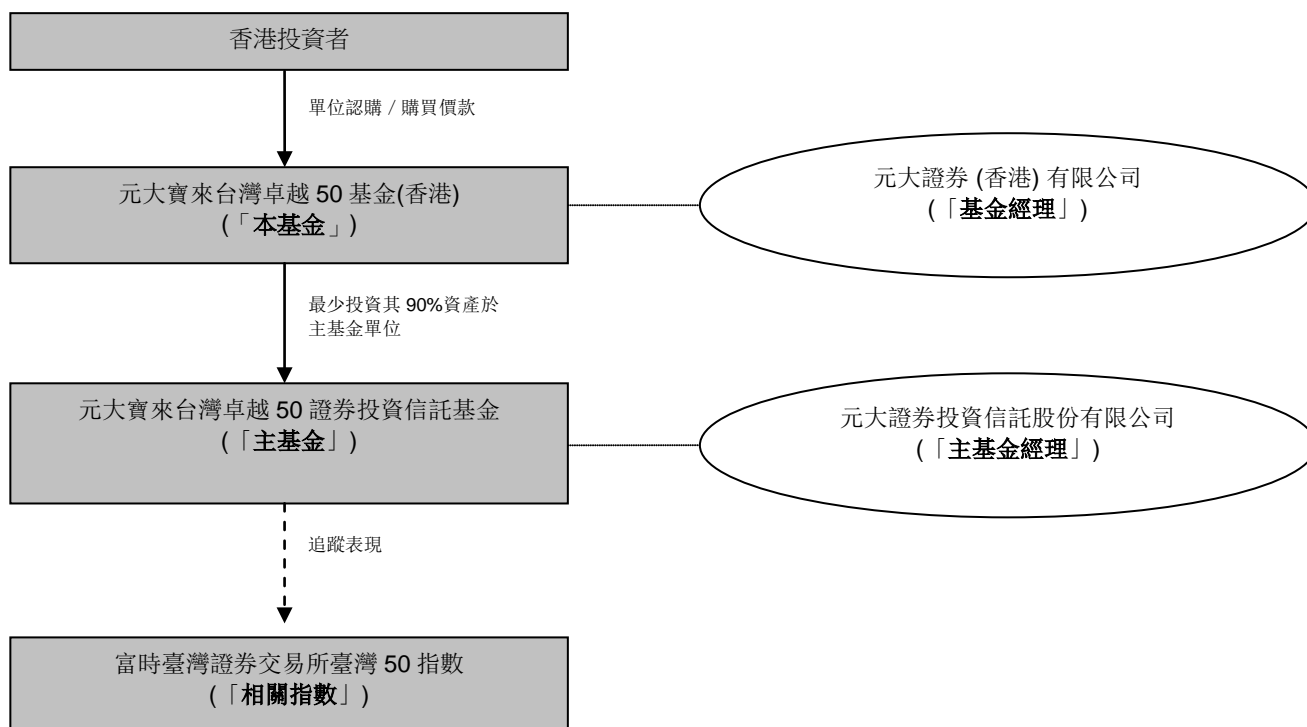 香港投資者
單位認購 / 購買價款
元大寶來台灣卓越 50 基金(香港)
(「本基金」)
元大證券 (香港) 有限公司
(「基金經理」)
最少投資其 90%資產於
主基金單位
元大寶來台灣卓越 50 證券投資信託基金
(「主基金」)
元大證券投資信託股份有限公司
(「主基金經理」)
追蹤表現
富時臺灣證券交易所臺灣 50 指數
(「相關指數」)